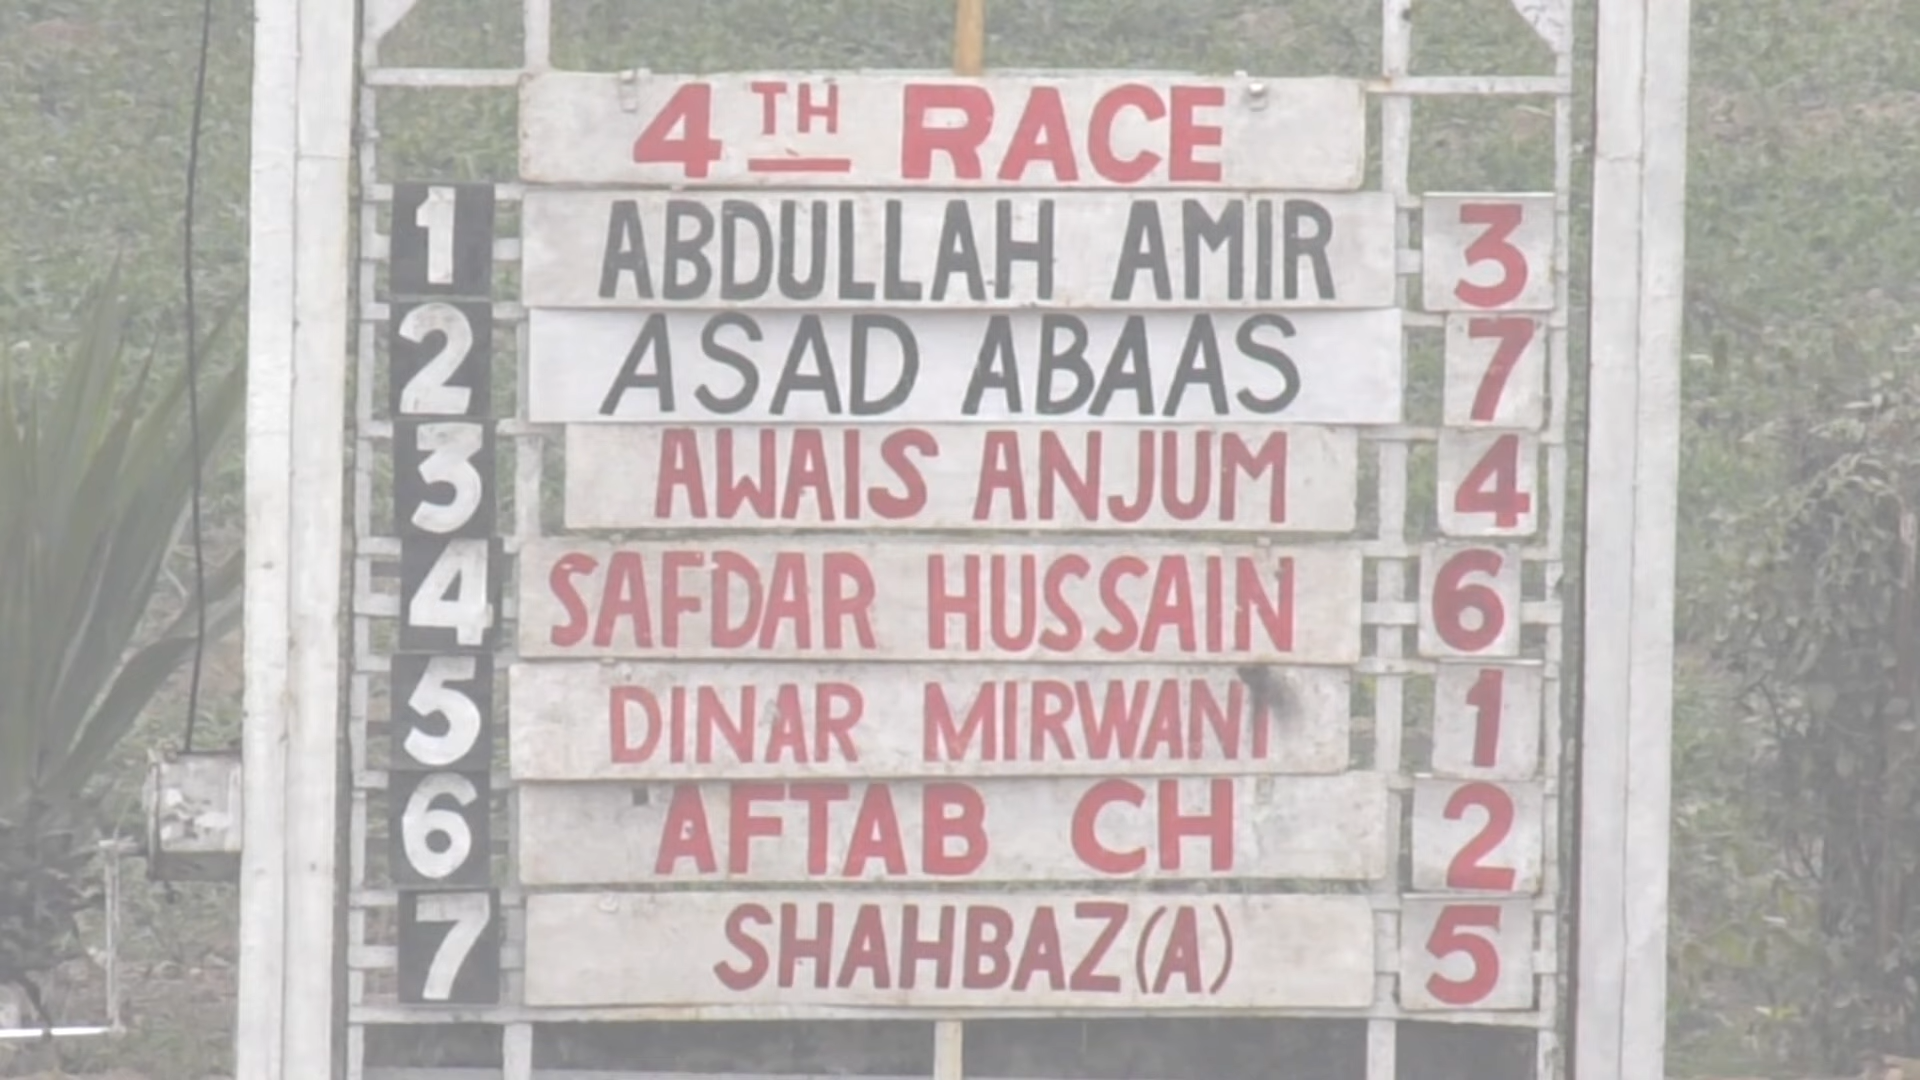 4TH RACE
1 ABDULLAH AMIR 3
2 ASAD ABAAS 7
3 AWAIS ANJUM 4
4 SAFDAR HUSSAIN 6
5 DINAR MIRWANI 1
6 AFTAB CH 2
7 SHAHBAZ(A) 5